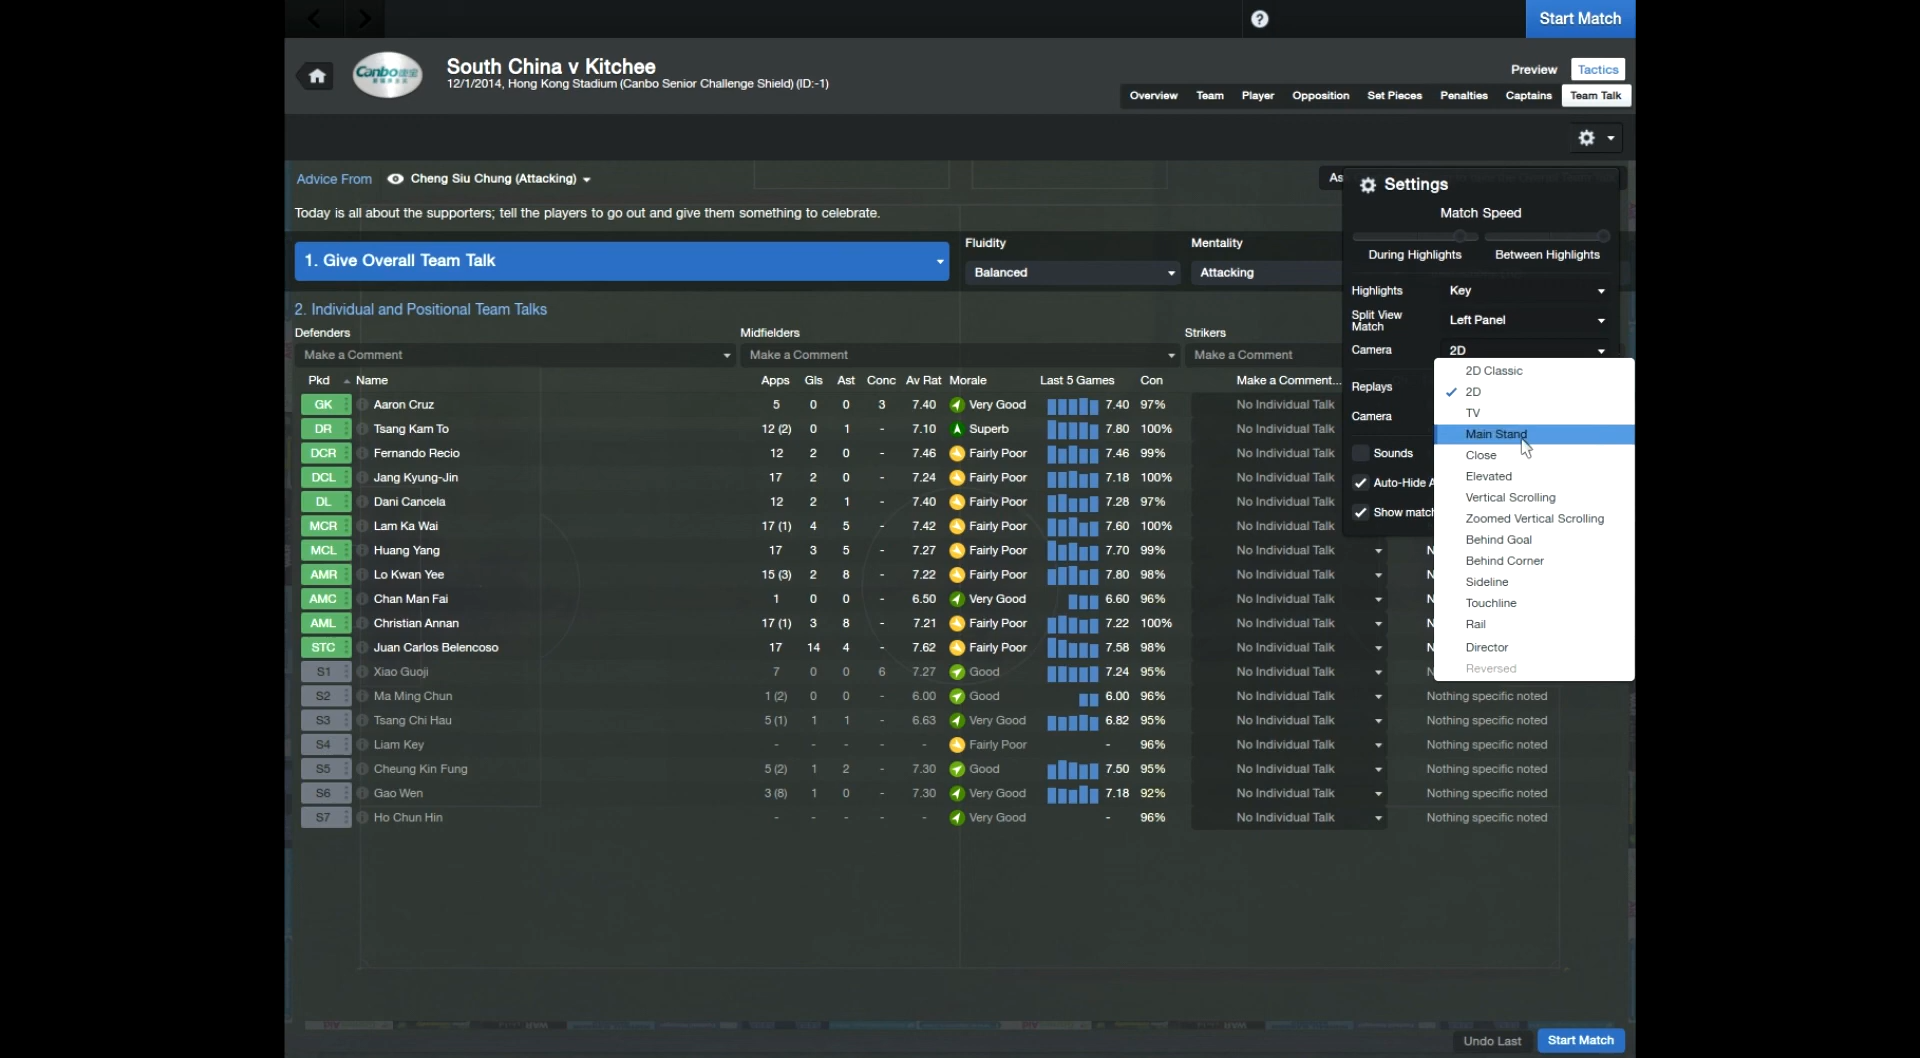 Start Match
South China v Kitchee
12/1/2014, Hong Kong Stadium (Canbo Senior Challenge Shield) (ID:-1)
Canbo
Preview Tactics
Overview Team Player Opposition Set Pieces Penalties Captains Team Talk
Advice From Cheng Siu Chung (Attacking)
As
Today is all about the supporters; tell the players to go out and give them something to celebrate.
1. Give Overall Team Talk
Fluidity
Balanced
Mentality
Attacking
2. Individual and Positional Team Talks
Defenders Midfielders Strikers
Make a Comment Make a Comment Make a Comment
Pkd Name Apps Gls Ast Conc Av Rat Morale Last 5 Games Con Make a Comment...
GK Aaron Cruz 5 0 0 3 7.40 Very Good 7.40 97% No Individual Talk
DR Tsang Kam To 12 (2) 0 1 - 7.10 Superb 7.80 100% No Individual Talk
DCR Fernando Recio 12 2 0 - 7.46 Fairly Poor 7.46 99% No Individual Talk
DCL Jang Kyung-Jin 17 2 0 - 7.24 Fairly Poor 7.18 100% No Individual Talk
DL Dani Cancela 12 2 1 - 7.40 Fairly Poor 7.28 97% No Individual Talk
MCR Lam Ka Wai 17 (1) 4 5 - 7.42 Fairly Poor 7.60 100% No Individual Talk
MCL Huang Yang 17 3 5 - 7.27 Fairly Poor 7.70 99% No Individual Talk N
AMR Lo Kwan Yee 15 (3) 2 8 - 7.22 Fairly Poor 7.80 98% No Individual Talk N
AMC Chan Man Fai 1 0 0 - 6.50 Very Good 6.60 96% No Individual Talk N
AML Christian Annan 17 (1) 3 8 - 7.21 Fairly Poor 7.22 100% No Individual Talk N
STC Juan Carlos Belencoso 17 14 4 - 7.62 Fairly Poor 7.58 98% No Individual Talk N
S1 Xiao Guoji 7 0 0 6 7.27 Good 7.24 95% No Individual Talk N
S2 Ma Ming Chun 1 (2) 0 0 - 6.00 Good 6.00 96% No Individual Talk Nothing specific noted
S3 Tsang Chi Hau 5 (1) 1 1 - 6.63 Very Good 6.82 95% No Individual Talk Nothing specific noted
S4 Liam Key - - - - - Fairly Poor - 96% No Individual Talk Nothing specific noted
S5 Cheung Kin Fung 5 (2) 1 2 - 7.30 Good 7.50 95% No Individual Talk Nothing specific noted
S6 Gao Wen 3 (8) 1 0 - 7.30 Very Good 7.18 92% No Individual Talk Nothing specific noted
S7 Ho Chun Hin - - - - - Very Good - 96% No Individual Talk Nothing specific noted
Settings
Match Speed
During Highlights Between Highlights
Highlights Key
Split View Match Left Panel
Camera 2D
Replays
Camera
Sounds
Auto-Hide A
Show match
2D Classic
2D
TV
Main Stand
Close
Elevated
Vertical Scrolling
Zoomed Vertical Scrolling
Behind Goal
Behind Corner
Sideline
Touchline
Rail
Director
Reversed
Undo Last Start Match